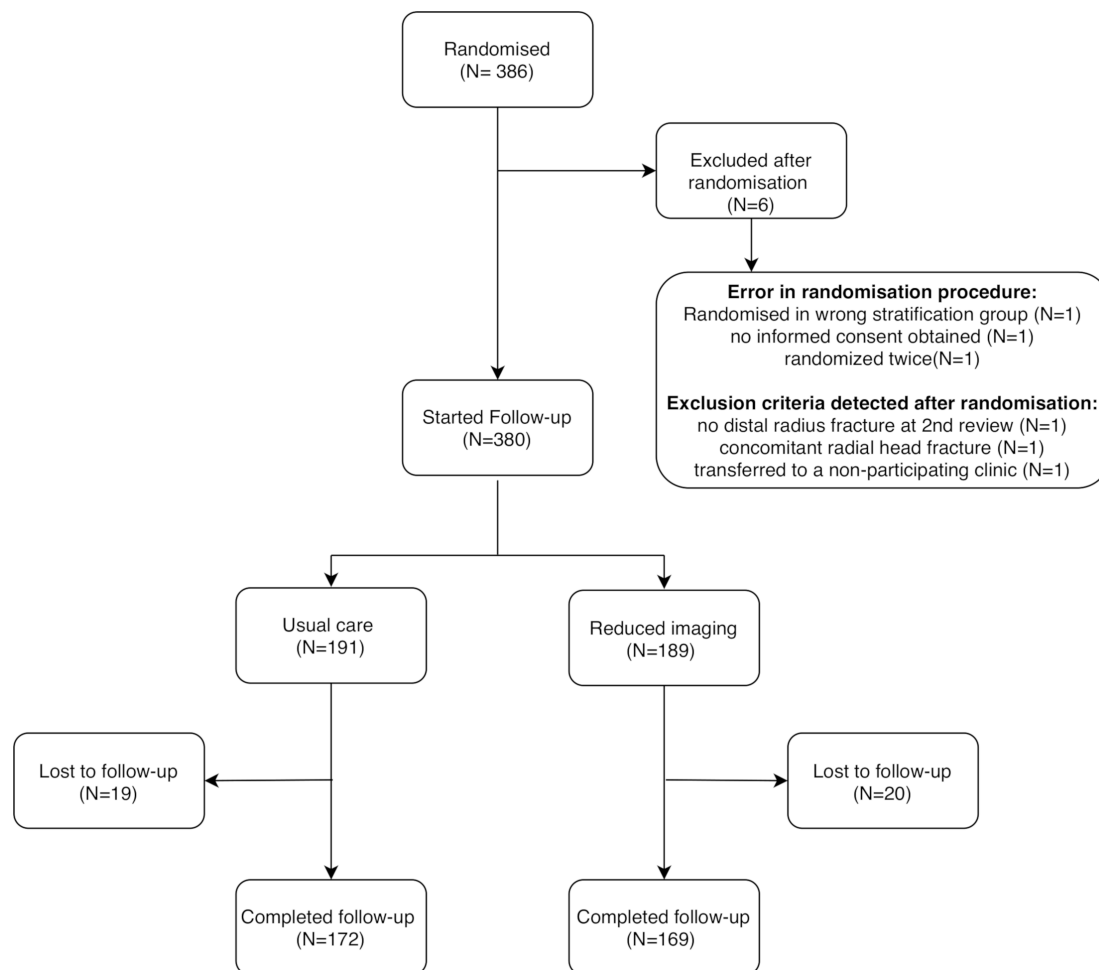 Randomised
(N= 386)
Excluded after
randomisation
(N=6)
Error in randomisation procedure:
Randomised in wrong stratification group (N=1)
no informed consent obtained (N=1)
randomized twice(N=1)
Exclusion criteria detected after randomisation:
no distal radius fracture at 2nd review (N=1)
concomitant radial head fracture (N=1)
transferred to a non-participating clinic (N=1)
Started Follow-up
(N=380)
Usual care
(N=191)
Reduced imaging
(N=189)
Lost to follow-up
(N=19)
Lost to follow-up
(N=20)
Completed follow-up
(N=172)
Completed follow-up
(N=169)